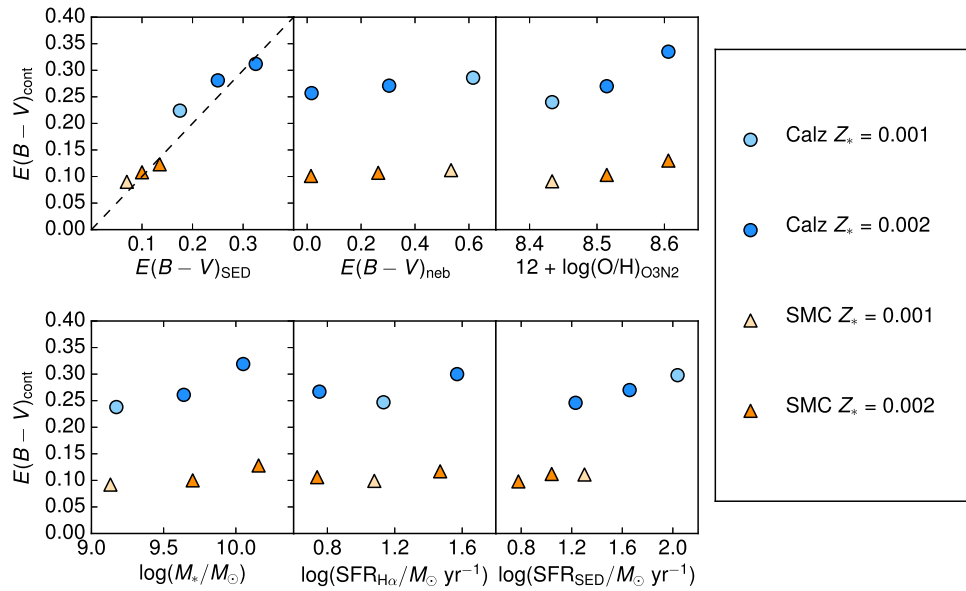 0.40
0.35
0.30
0.25
0.20
0.15
0.10
0.05
0.00
E(B − V)cont
0.1 0.2 0.3
E(B − V)SED
0.0 0.2 0.4 0.6
E(B − V)neb
8.4 8.5 8.6
12 + log(O/H)O3N2
0.40
0.35
0.30
0.25
0.20
0.15
0.10
0.05
0.00
E(B − V)cont
9.0 9.5 10.0
log(M*/M⊙)
0.8 1.2 1.6
log(SFRHα/M⊙ yr−1)
0.8 1.2 1.6 2.0
log(SFRSED/M⊙ yr−1)
Calz Z* = 0.001
Calz Z* = 0.002
SMC Z* = 0.001
SMC Z* = 0.002